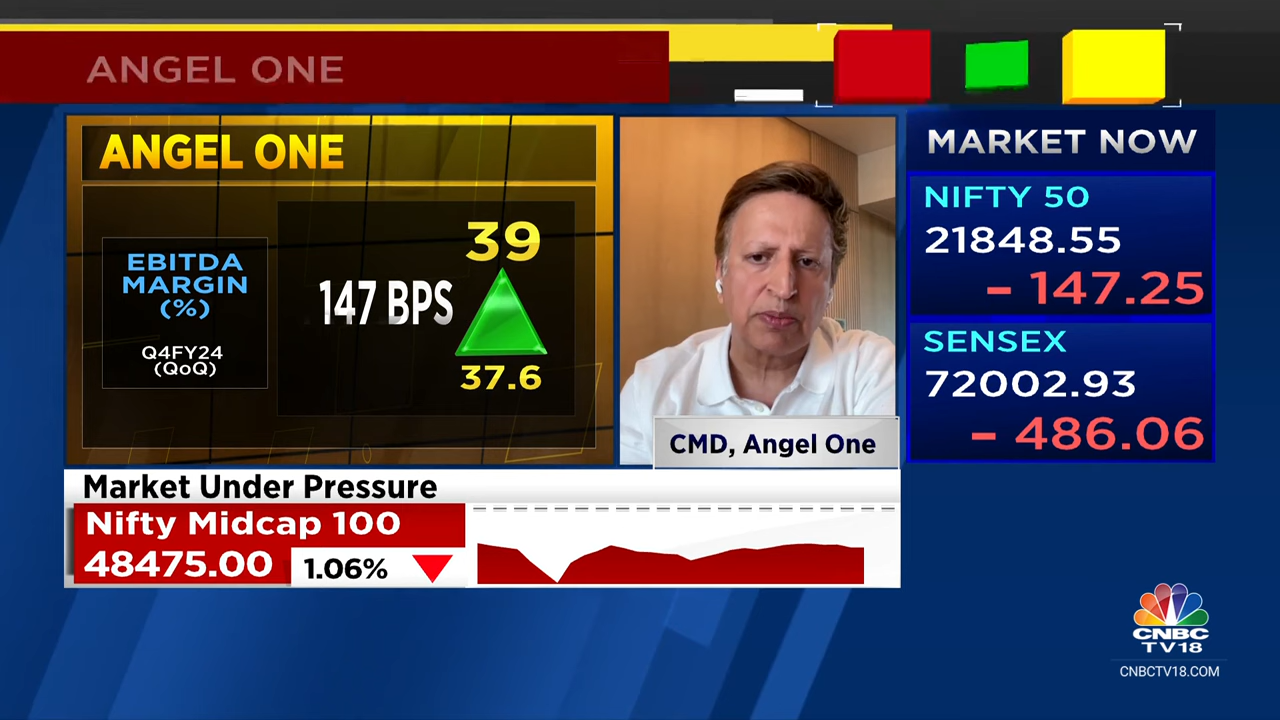 ANGEL ONE
ANGEL ONE
EBITDA
MARGIN
(%)
Q4FY24
(QoQ)
147 BPS
39
37.6
CMD, Angel One
MARKET NOW
NIFTY 50
21848.55
- 147.25
SENSEX
72002.93
- 486.06
Market Under Pressure
Nifty Midcap 100
48475.00
1.06%
CNBC
TV18
CNBCTV18.COM